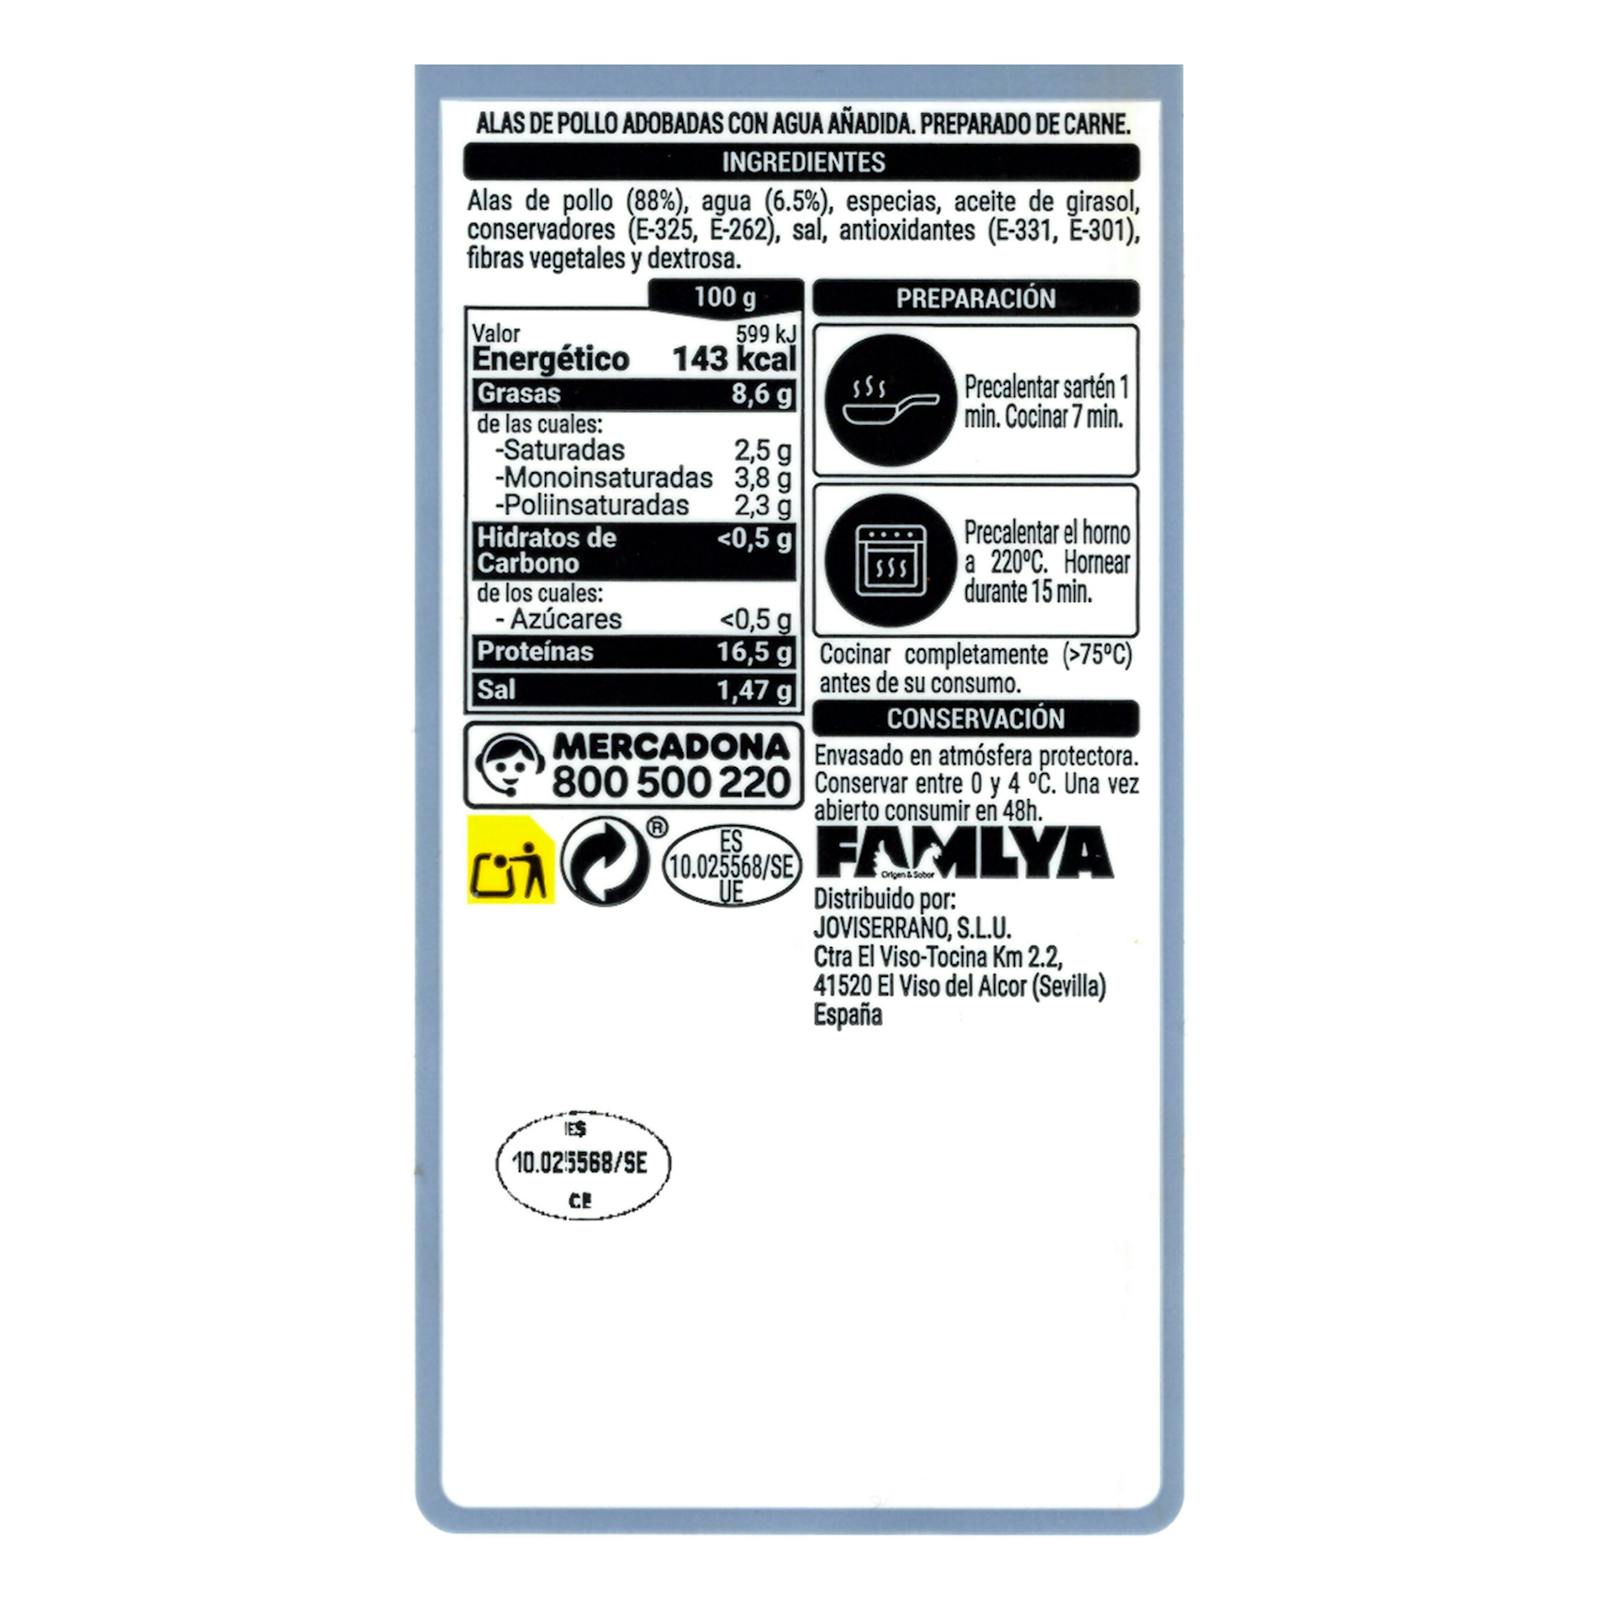 ALAS DE POLLO ADOBADAS CON AGUA AÑADIDA. PREPARADO DE CARNE.
INGREDIENTES
Alas de pollo (88%), agua (6.5%), especias, aceite de girasol,
conservadores (E-325, E-262), sal, antioxidantes (E-331, E-301),
fibras vegetales y dextrosa.
100 g
Valor 599 kJ
Energético 143 kcal
Grasas 8,6 g
de las cuales:
-Saturadas 2,5 g
-Monoinsaturadas 3,8 g
-Poliinsaturadas 2,3 g
Hidratos de <0,5 g
Carbono
de los cuales:
- Azúcares <0,5 g
Proteínas 16,5 g
Sal 1,47 g
MERCADONA
800 500 220
®
ES
10.025568/SE
UE
PREPARACIÓN
Precalentar sartén 1
min. Cocinar 7 min.
Precalentar el horno
a 220ºC. Hornear
durante 15 min.
Cocinar completamente (>75ºC)
antes de su consumo.
CONSERVACIÓN
Envasado en atmósfera protectora.
Conservar entre 0 y 4 ºC. Una vez
abierto consumir en 48h.
FAMLYA
Origen & Sabor
Distribuido por:
JOVISERRANO, S.L.U.
Ctra El Viso-Tocina Km 2.2,
41520 El Viso del Alcor (Sevilla)
España
ES
10.025568/SE
CE